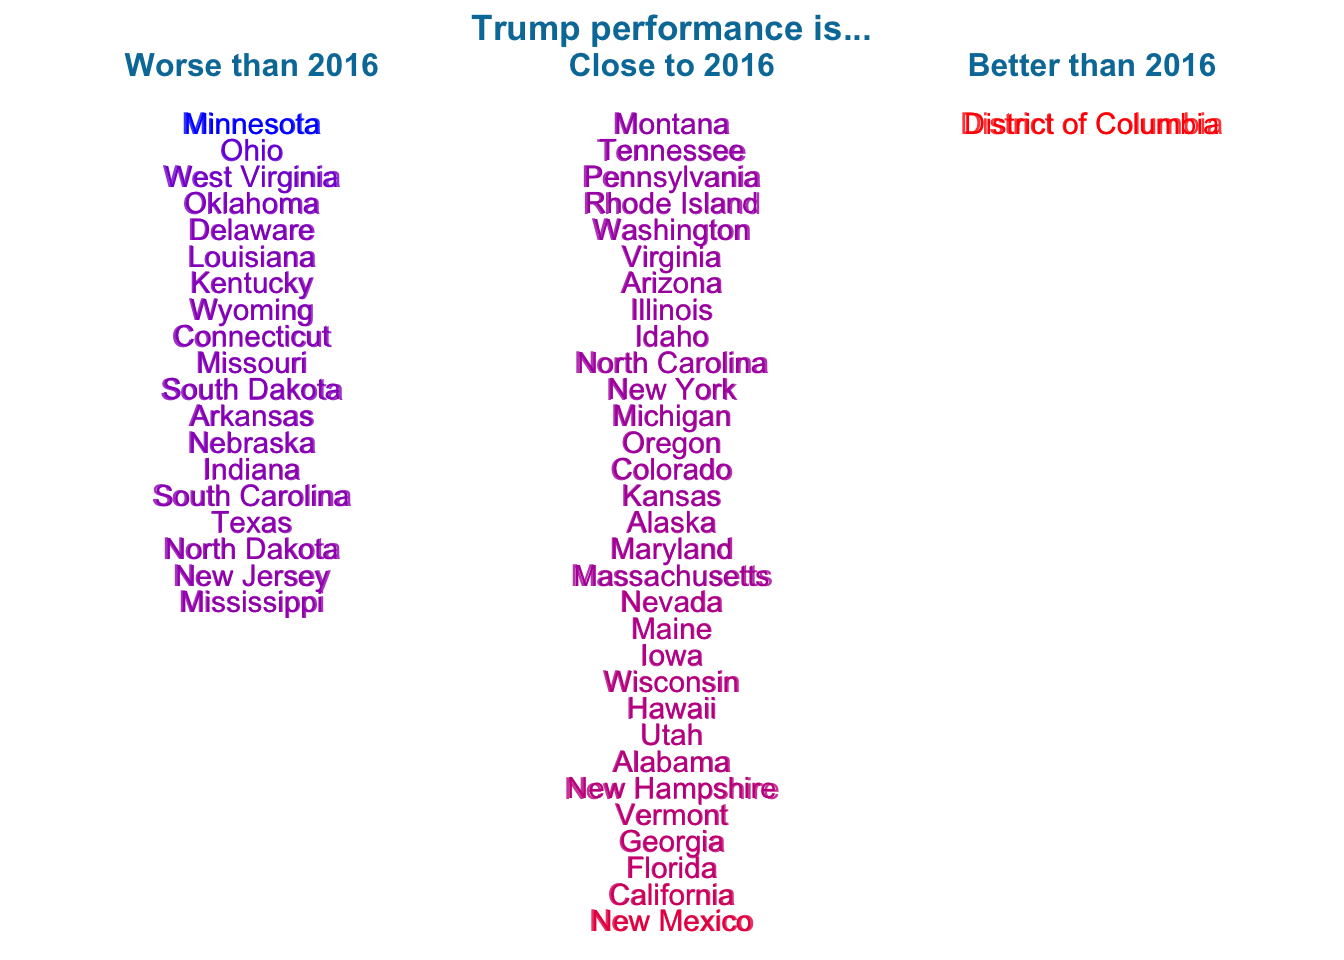 Trump performance is...
Worse than 2016
Minnesota
Ohio
West Virginia
Oklahoma
Delaware
Louisiana
Kentucky
Wyoming
Connecticut
Missouri
South Dakota
Arkansas
Nebraska
Indiana
South Carolina
Texas
North Dakota
New Jersey
Mississippi
Close to 2016
Montana
Tennessee
Pennsylvania
Rhode Island
Washington
Virginia
Arizona
Illinois
Idaho
North Carolina
New York
Michigan
Oregon
Colorado
Kansas
Alaska
Maryland
Massachusetts
Nevada
Maine
Iowa
Wisconsin
Hawaii
Utah
Alabama
New Hampshire
Vermont
Georgia
Florida
California
New Mexico
Better than 2016
District of Columbia